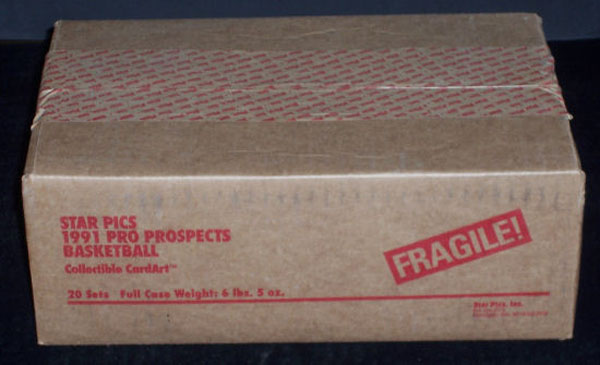 STAR PICS
1991 PRO PROSPECTS
BASKETBALL
Collectible CardArt™
20 Sets Full Case Weight: 6 lbs. 5 oz.
FRAGILE!
Star Pics, Inc.